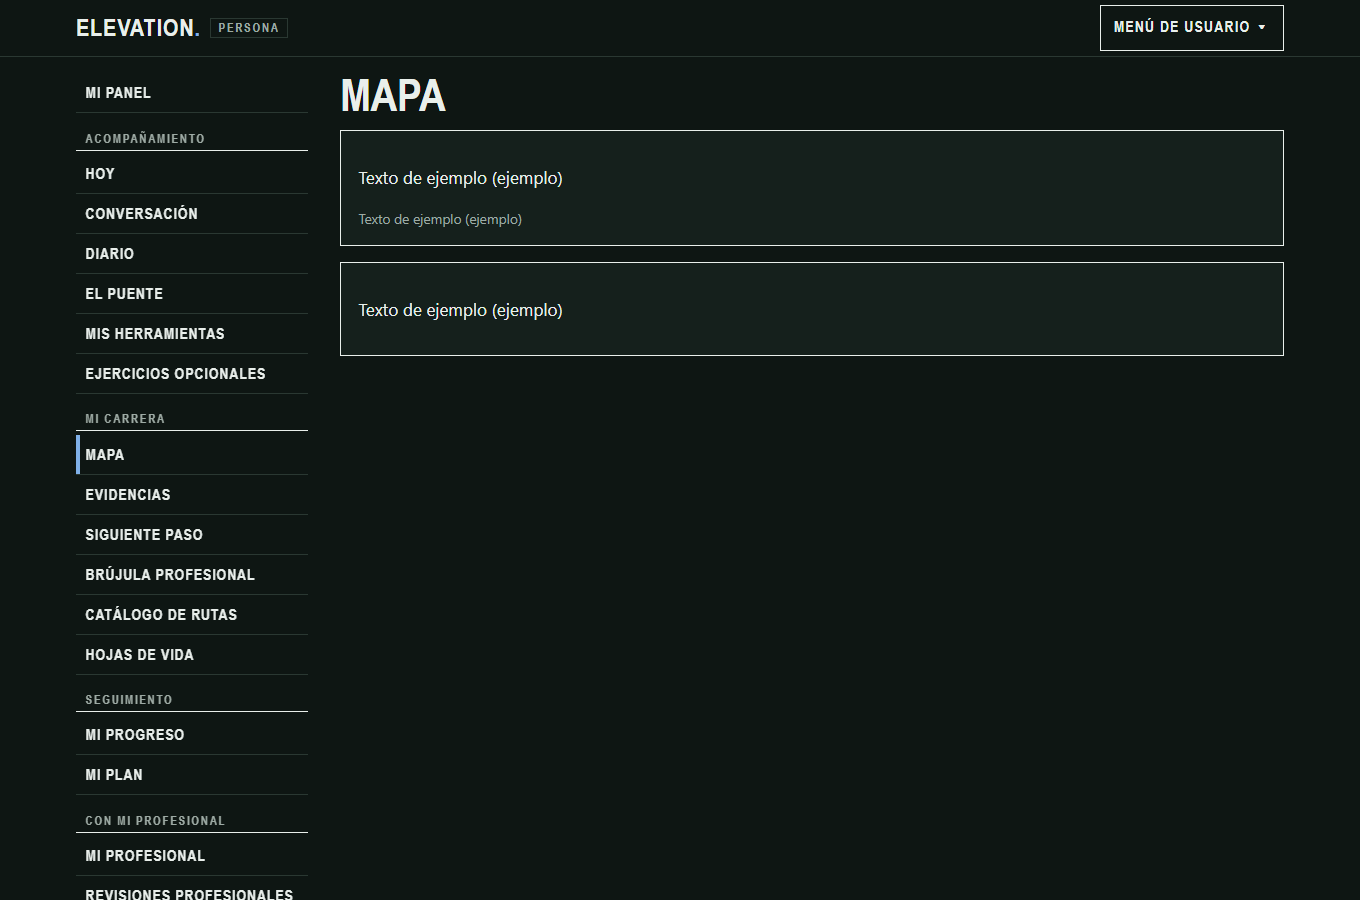 ELEVATION. PERSONA
MENÚ DE USUARIO
MI PANEL
ACOMPAÑAMIENTO
HOY
CONVERSACIÓN
DIARIO
EL PUENTE
MIS HERRAMIENTAS
EJERCICIOS OPCIONALES
MI CARRERA
MAPA
EVIDENCIAS
SIGUIENTE PASO
BRÚJULA PROFESIONAL
CATÁLOGO DE RUTAS
HOJAS DE VIDA
SEGUIMIENTO
MI PROGRESO
MI PLAN
CON MI PROFESIONAL
MI PROFESIONAL
REVISIONES PROFESIONALES
MAPA
Texto de ejemplo (ejemplo)
Texto de ejemplo (ejemplo)
Texto de ejemplo (ejemplo)